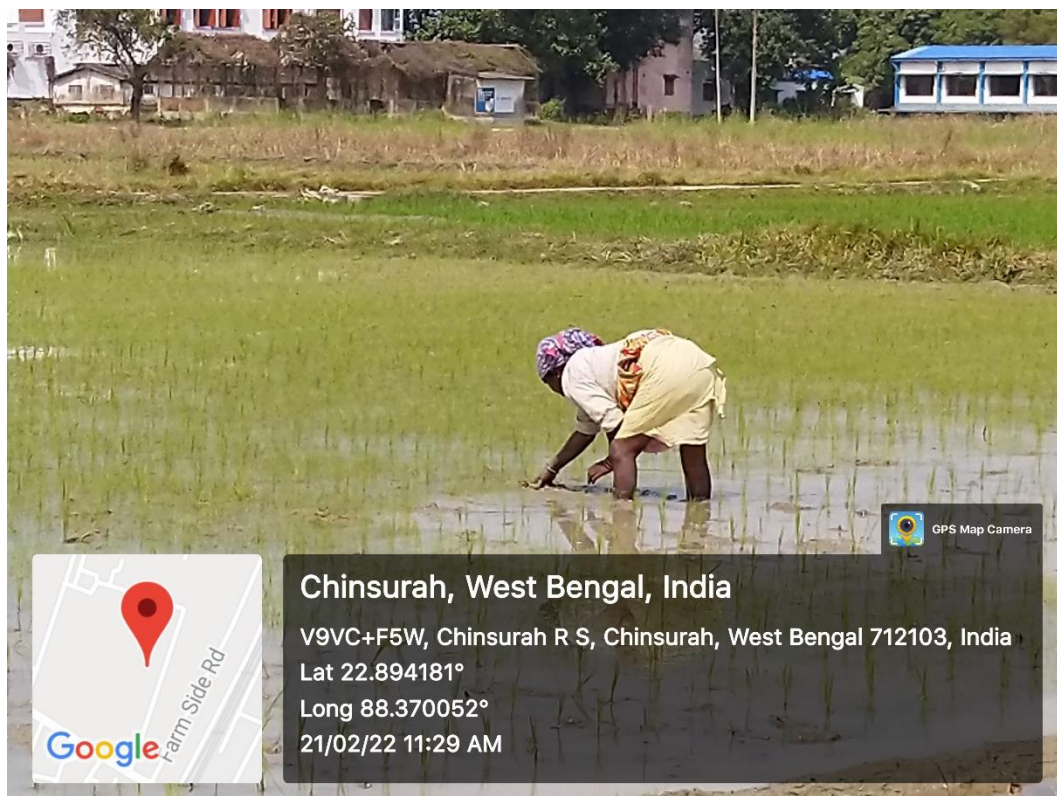 GPS Map Camera
Chinsurah, West Bengal, India
V9VC+F5W, Chinsurah R S, Chinsurah, West Bengal 712103, India
Lat 22.894181°
Long 88.370052°
21/02/22 11:29 AM
Farm Side Rd
Google